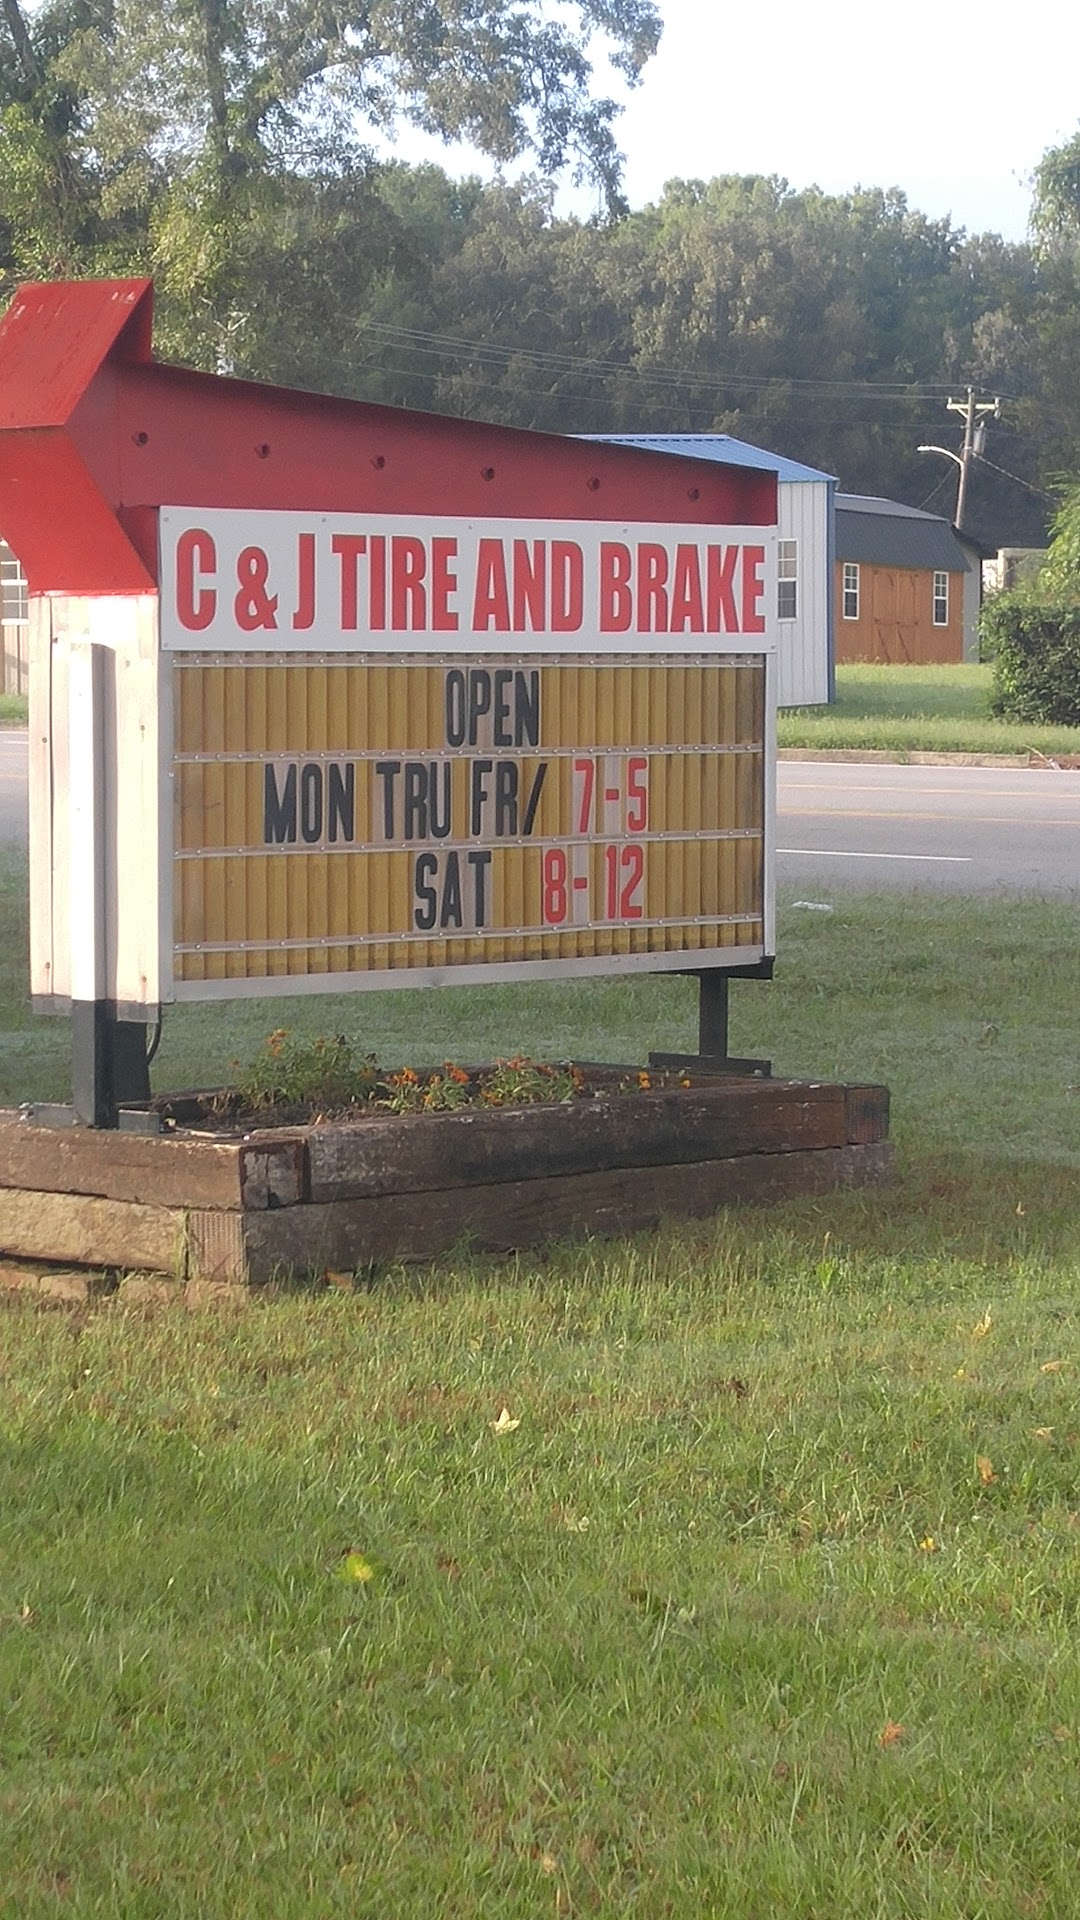 C & J TIRE AND BRAKE
OPEN
MON TRU FR/ 7-5
SAT 8-12